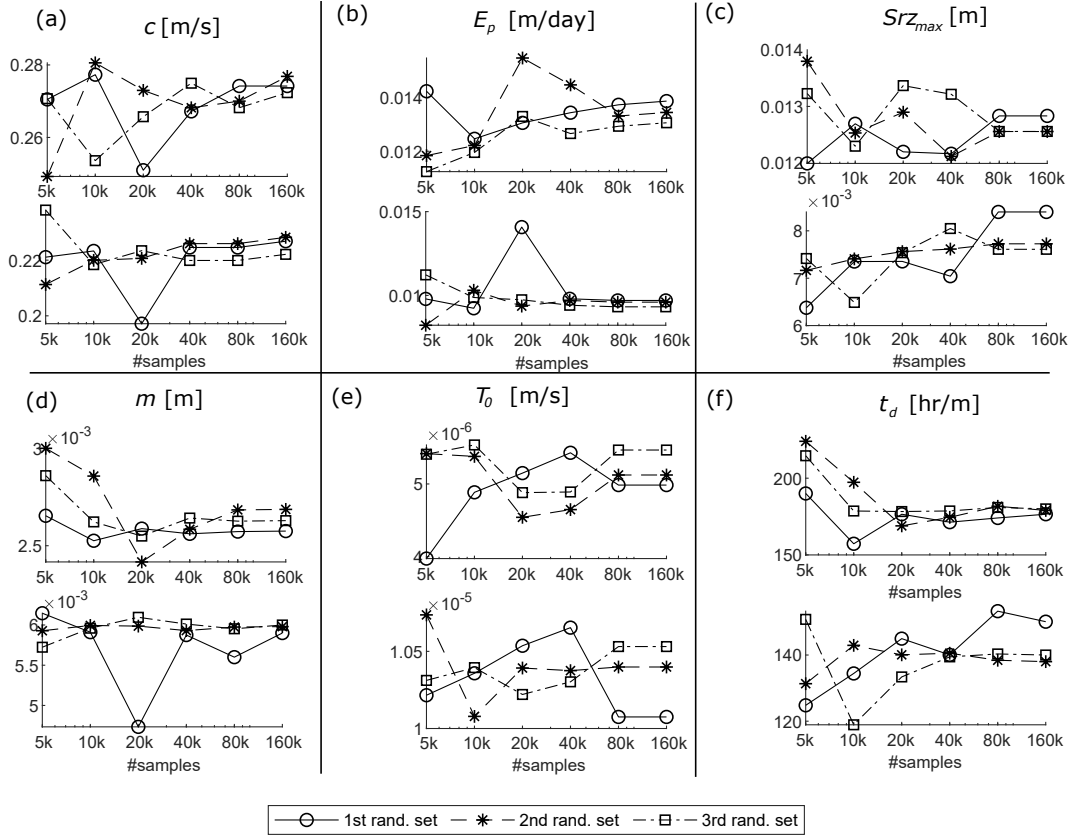 (a) c [m/s]
0.28
0.26
5k 10k 20k 40k 80k 160k
0.22
0.2
5k 10k 20k 40k 80k 160k
#samples
(b) E_p [m/day]
0.014
0.012
5k 10k 20k 40k 80k 160k
0.015
0.01
5k 10k 20k 40k 80k 160k
#samples
(c) Srz_max [m]
0.014
0.013
0.012
5k 10k 20k 40k 80k 160k
× 10^-3
8
7
6
5k 10k 20k 40k 80k 160k
#samples
(d) m [m]
× 10^-3
3
2.5
5k 10k 20k 40k 80k 160k
× 10^-3
6
5.5
5
5k 10k 20k 40k 80k 160k
#samples
(e) T_0 [m/s]
× 10^-6
5
4
5k 10k 20k 40k 80k 160k
× 10^-5
1.05
1
5k 10k 20k 40k 80k 160k
#samples
(f) t_d [hr/m]
200
150
5k 10k 20k 40k 80k 160k
140
120
5k 10k 20k 40k 80k 160k
#samples
1st rand. set 2nd rand. set 3rd rand. set